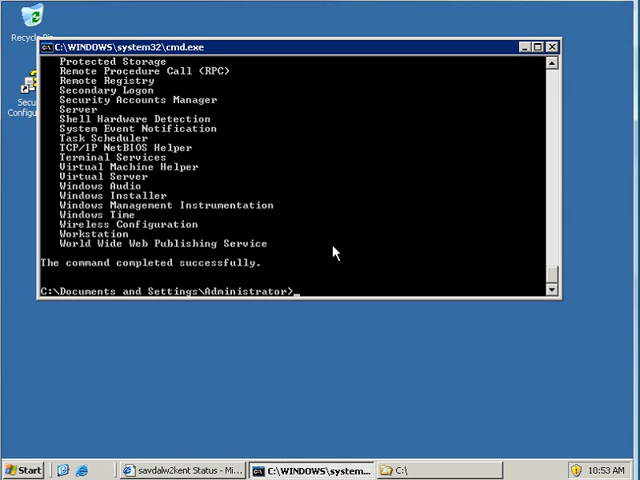 Recycle Bin
Secu
Configu
C:\WINDOWS\system32\cmd.exe
Protected Storage
Remote Procedure Call (RPC)
Remote Registry
Secondary Logon
Security Accounts Manager
Server
Shell Hardware Detection
System Event Notification
Task Scheduler
TCP/IP NetBIOS Helper
Terminal Services
Virtual Machine Helper
Virtual Server
Windows Audio
Windows Installer
Windows Management Instrumentation
Windows Time
Wireless Configuration
Workstation
World Wide Web Publishing Service
The command completed successfully.
C:\Documents and Settings\Administrator>_
Start
savdalw2kent Status - Mi...
C:\WINDOWS\system...
C:\
10:53 AM